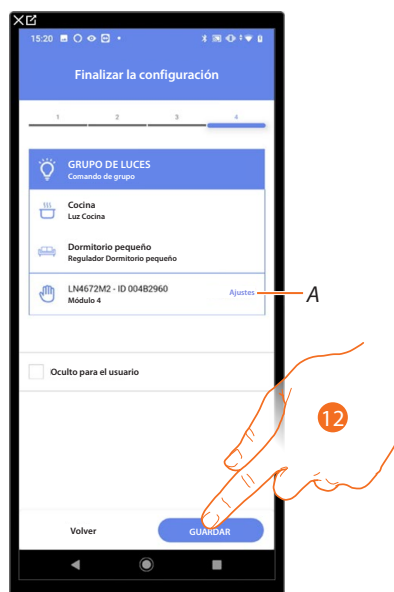 15:20
Finalizar la configuración
1 2 3 4
GRUPO DE LUCES
Comando de grupo
Cocina
Luz Cocina
Dormitorio pequeño
Regulador Dormitorio pequeño
LN4672M2 - ID 004B2960
Módulo 4
Ajustes
A
Oculto para el usuario
12
Volver
GUARDAR